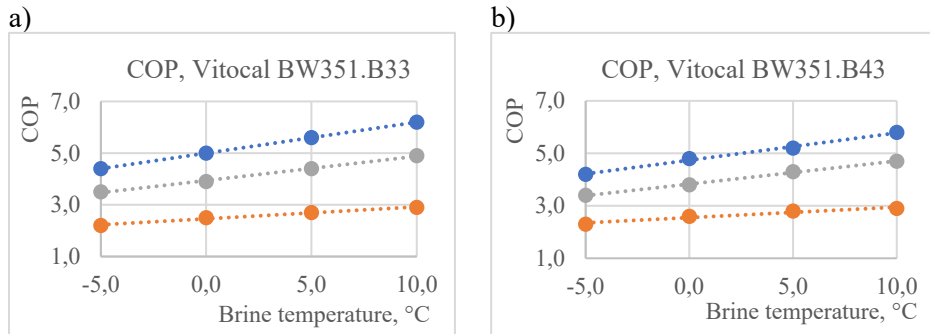 a)
COP, Vitocal BW351.B33
COP
7,0
5,0
3,0
1,0
-5,0 0,0 5,0 10,0
Brine temperature, °C
b)
COP, Vitocal BW351.B43
COP
7,0
5,0
3,0
1,0
-5,0 0,0 5,0 10,0
Brine temperature, °C